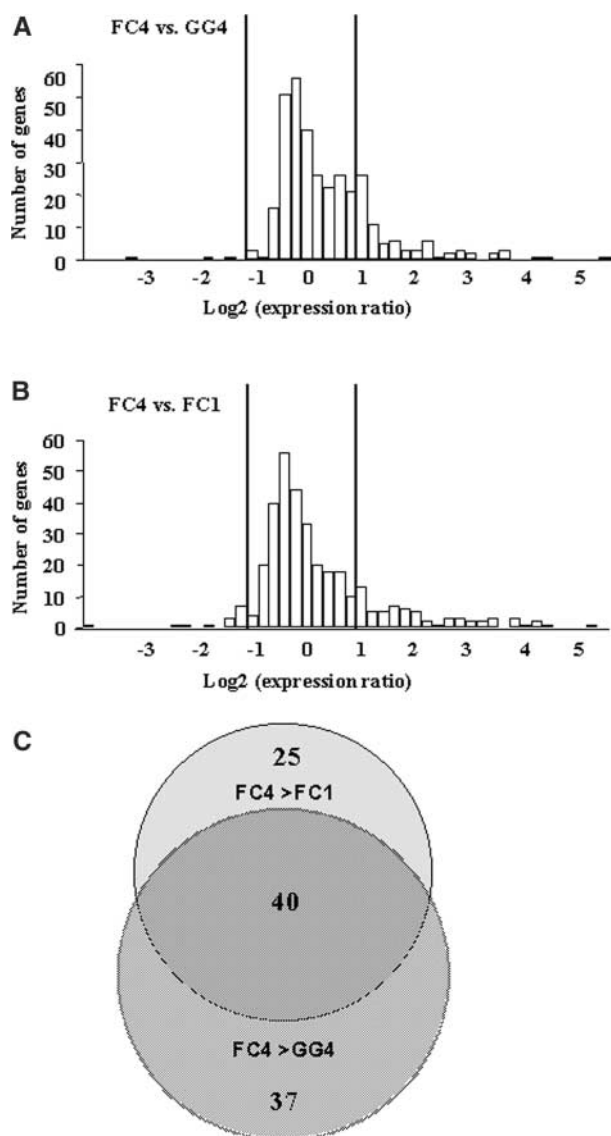 A
FC4 vs. GG4
Number of genes
60
50
40
30
20
10
0
-3 -2 -1 0 1 2 3 4 5
Log2 (expression ratio)
B
FC4 vs. FC1
Number of genes
60
50
40
30
20
10
0
-3 -2 -1 0 1 2 3 4 5
Log2 (expression ratio)
C
25
FC4 >FC1
40
FC4 >GG4
37